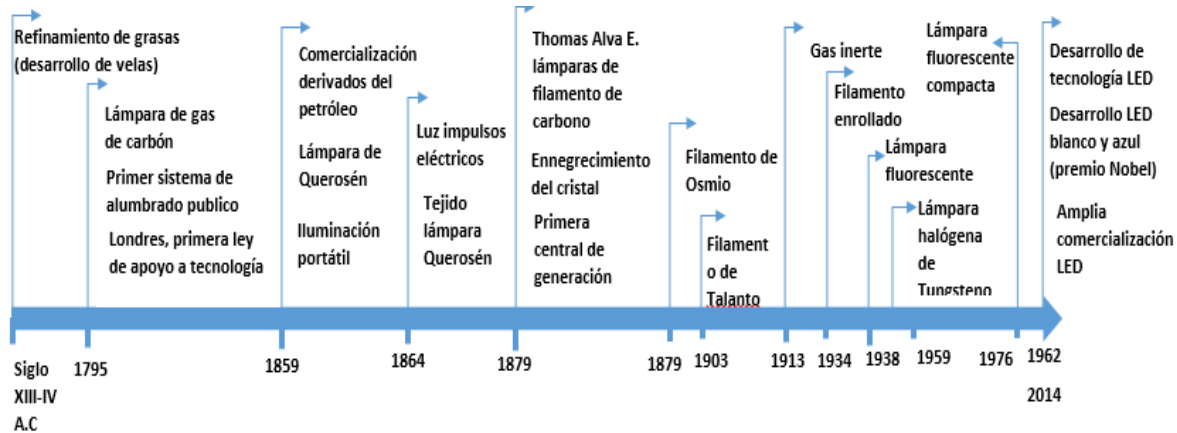 Refinamiento de grasas
(desarrollo de velas)
Lámpara de gas
de carbón
Primer sistema de
alumbrado publico
Londres, primera ley
de apoyo a tecnología
Comercialización
derivados del
petróleo
Lámpara de
Querosén
Iluminación
portátil
Luz impulsos
eléctricos
Tejido
lámpara
Querosén
Thomas Alva E.
lámparas de
filamento de
carbono
Ennegrecimiento
del cristal
Primera
central de
generación
Filamento de
Osmio
Filament
o de
Talanto
Gas inerte
Filamento
enrollado
Lámpara
fluorescente
Lámpara
halógena
de
Tungsteno
Lámpara
fluorescente
compacta
Desarrollo de
tecnología LED
Desarrollo LED
blanco y azul
(premio Nobel)
Amplia
comercialización
LED
Siglo
XIII-IV
A.C
1795
1859
1864
1879
1879
1903
1913
1934
1938
1959
1976
1962
2014